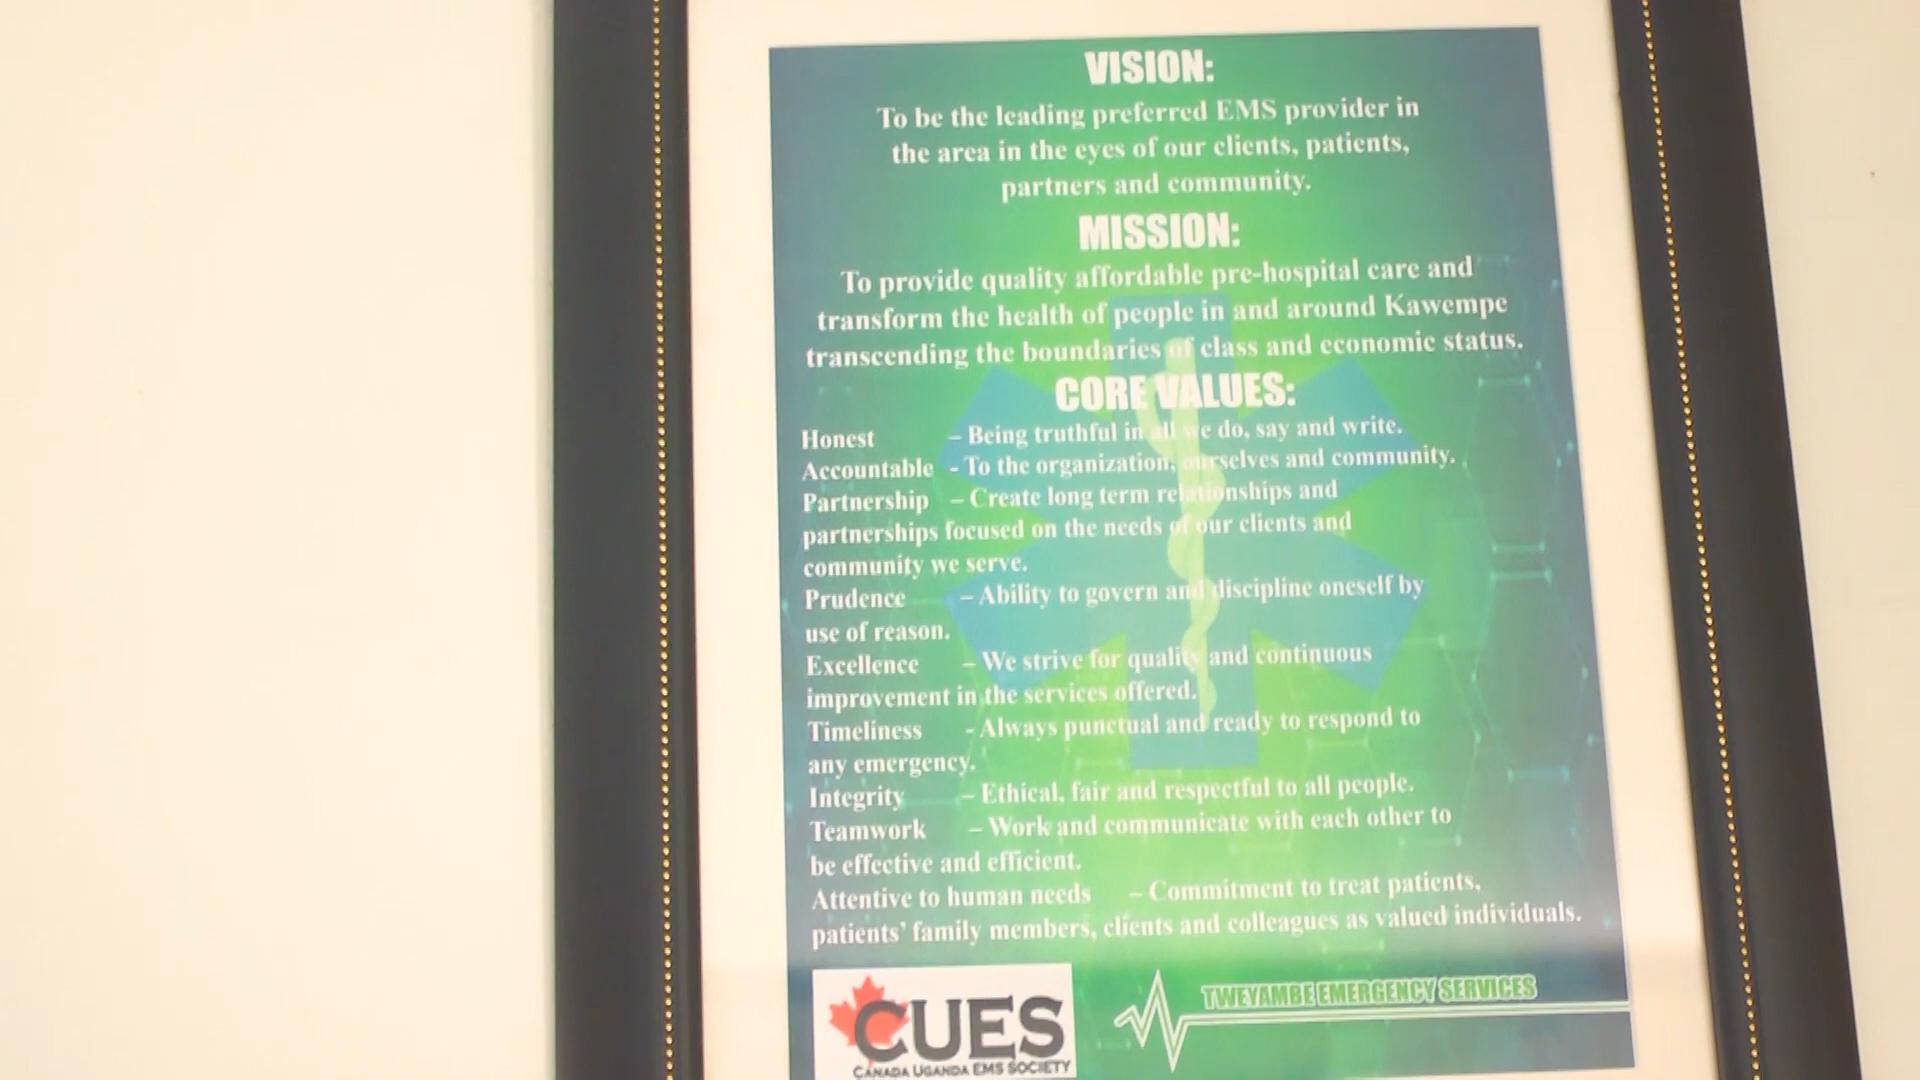 VISION:
To be the leading preferred EMS provider in
the area in the eyes of our clients, patients,
partners and community.
MISSION:
To provide quality affordable pre-hospital care and
transform the health of people in and around Kawempe
transcending the boundaries of class and economic status.
CORE VALUES:
Honest – Being truthful in all we do, say and write.
Accountable - To the organization, ourselves and community.
Partnership – Create long term relationships and
partnerships focused on the needs of our clients and
community we serve.
Prudence – Ability to govern and discipline oneself by
use of reason.
Excellence – We strive for quality and continuous
improvement in the services offered.
Timeliness - Always punctual and ready to respond to
any emergency.
Integrity – Ethical, fair and respectful to all people.
Teamwork – Work and communicate with each other to
be effective and efficient.
Attentive to human needs – Commitment to treat patients,
patients' family members, clients and colleagues as valued individuals.
CUES
CANADA UGANDA EMS SOCIETY
TWEYAMBE EMERGENCY SERVICES